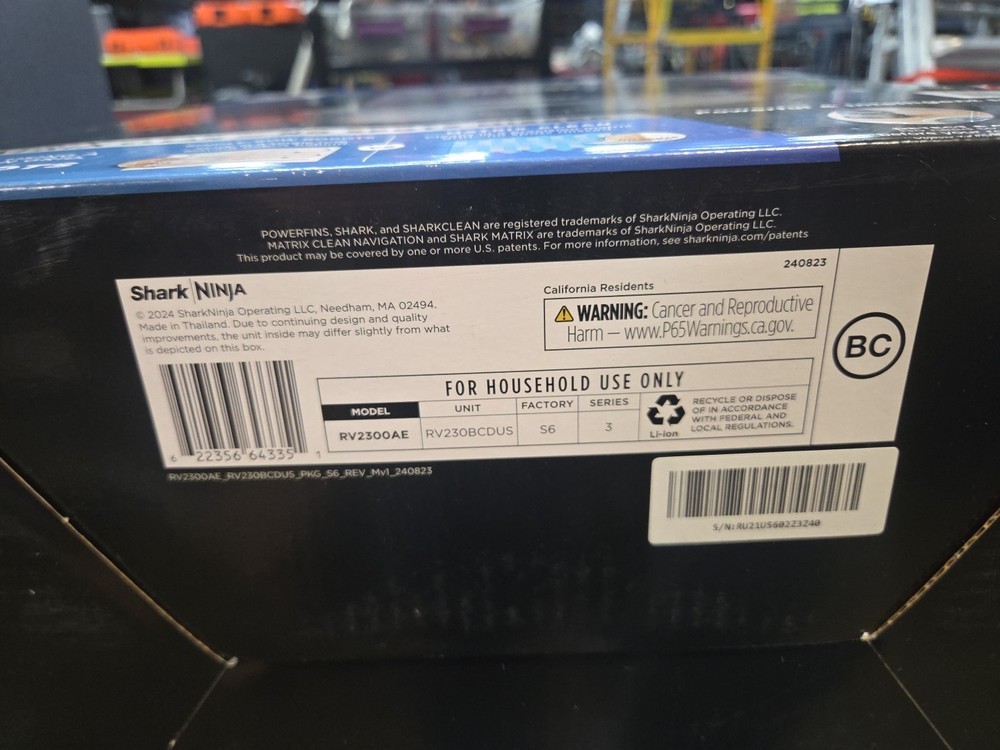 POWERFINS, SHARK, and SHARKCLEAN are registered trademarks of SharkNinja Operating LLC.
MATRIX CLEAN NAVIGATION and SHARK MATRIX are trademarks of SharkNinja Operating LLC.
This product may be covered by one or more U.S. patents. For more information, see sharkninja.com/patents
240823
Shark NINJA
© 2024 SharkNinja Operating LLC, Needham, MA 02494.
Made in Thailand. Due to continuing design and quality
improvements, the unit inside may differ slightly from what
is depicted on this box.
California Residents
WARNING: Cancer and Reproductive
Harm — www.P65Warnings.ca.gov.
BC
FOR HOUSEHOLD USE ONLY
MODEL UNIT FACTORY SERIES
RV2300AE RV230BCDUS S6 3
Li-ion
RECYCLE OR DISPOSE
OF IN ACCORDANCE
WITH FEDERAL AND
LOCAL REGULATIONS.
6 22356 64335 1
RV2300AE_RV230BCDUS_PKG_S6_REV_Mv1_240823
S/N:RU21US60223240